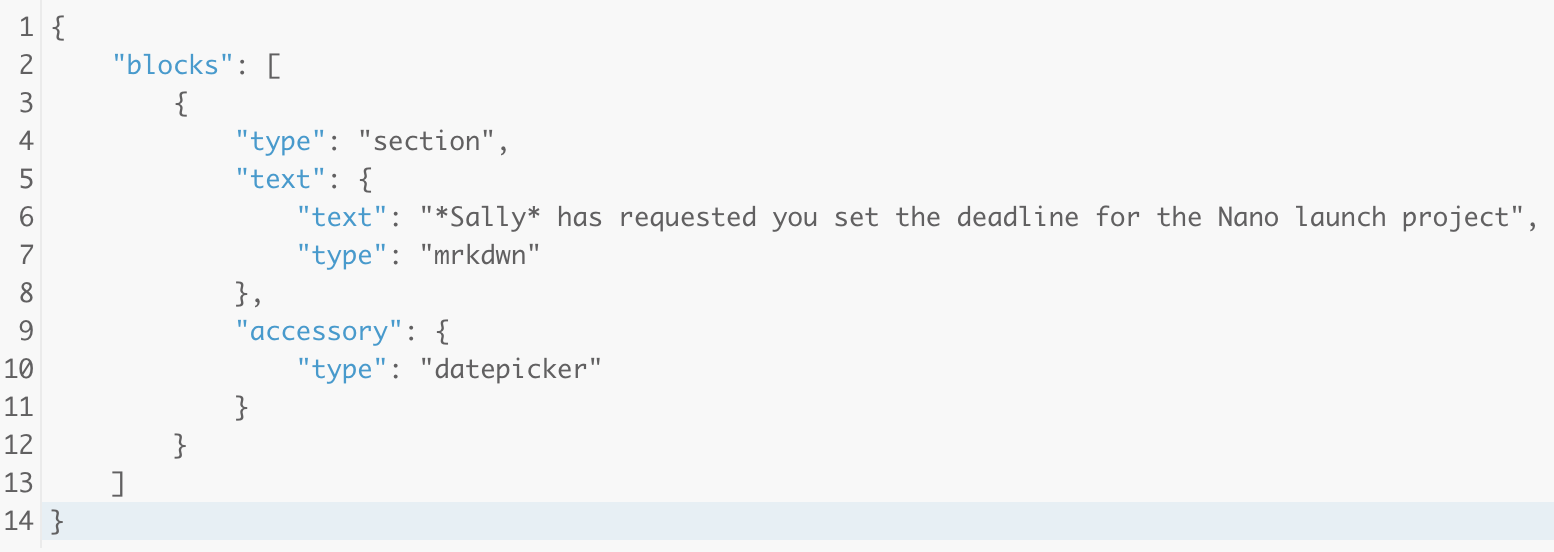 1 {
2     "blocks": [
3         {
4             "type": "section",
5             "text": {
6                 "text": "*Sally* has requested you set the deadline for the Nano launch project",
7                 "type": "mrkdwn"
8             },
9             "accessory": {
10                 "type": "datepicker"
11             }
12         }
13     ]
14 }